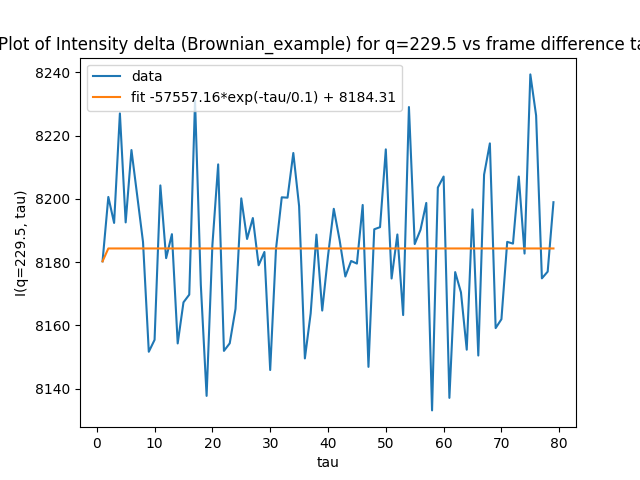 Plot of Intensity delta (Brownian_example) for q=229.5 vs frame difference ta
data
fit -57557.16*exp(-tau/0.1) + 8184.31
I(q=229.5, tau)
8240
8220
8200
8180
8160
8140
0 10 20 30 40 50 60 70 80
tau